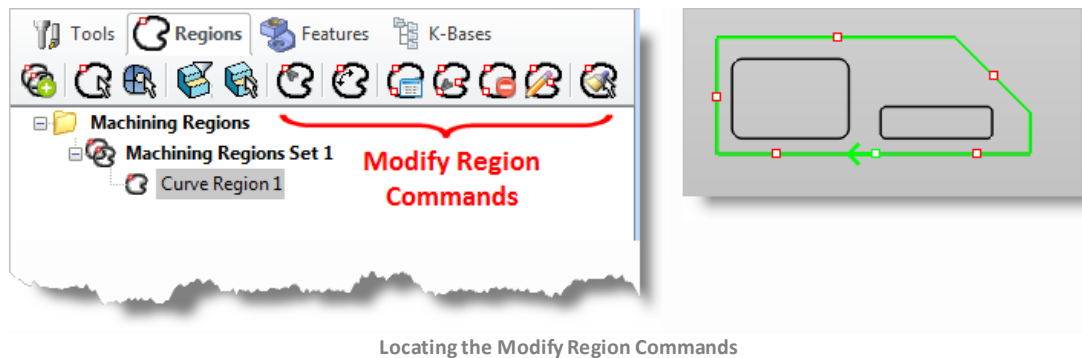 Tools Regions Features K-Bases
Machining Regions
Machining Regions Set 1
Curve Region 1
Modify Region
Commands
Locating the Modify Region Commands